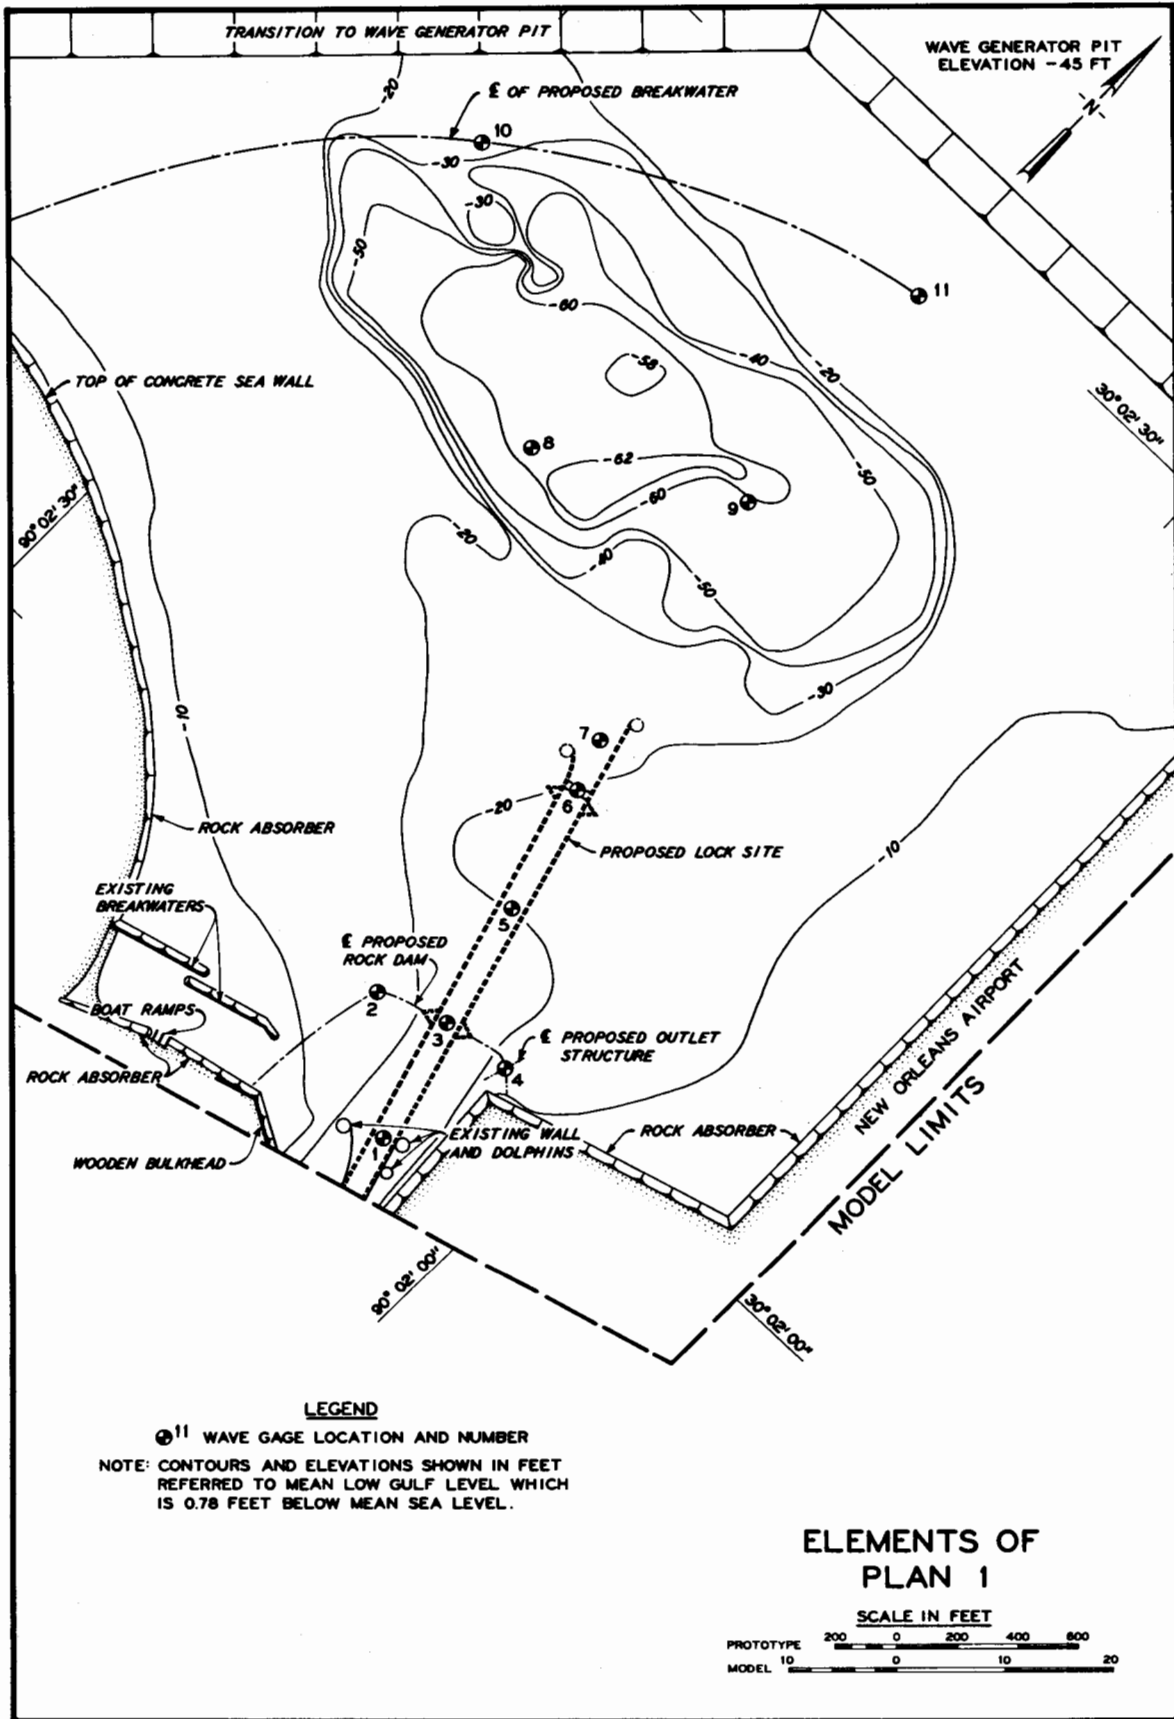 TRANSITION TO WAVE GENERATOR PIT
WAVE GENERATOR PIT
ELEVATION -45 FT
-N-
-20
℄ OF PROPOSED BREAKWATER
10
-30
-30
-50
11
-60
-58
-40
-20
TOP OF CONCRETE SEA WALL
30° 02' 30"
8
-62
-50
-60
9
90° 02' 30"
-20
-40
-50
-30
-10
7
6
-20
ROCK ABSORBER
PROPOSED LOCK SITE
-10
EXISTING
BREAKWATERS
5
℄ PROPOSED
ROCK DAM
2
BOAT RAMPS
3
℄ PROPOSED OUTLET
STRUCTURE
4
ROCK ABSORBER
NEW ORLEANS AIRPORT
MODEL LIMITS
EXISTING WALL
AND DOLPHINS
ROCK ABSORBER
1
WOODEN BULKHEAD
90° 02' 00"
30° 02' 00"
LEGEND
11 WAVE GAGE LOCATION AND NUMBER
NOTE: CONTOURS AND ELEVATIONS SHOWN IN FEET
REFERRED TO MEAN LOW GULF LEVEL WHICH
IS 0.78 FEET BELOW MEAN SEA LEVEL.
ELEMENTS OF
PLAN 1
SCALE IN FEET
PROTOTYPE 200 0 200 400 600
MODEL 10 0 10 20